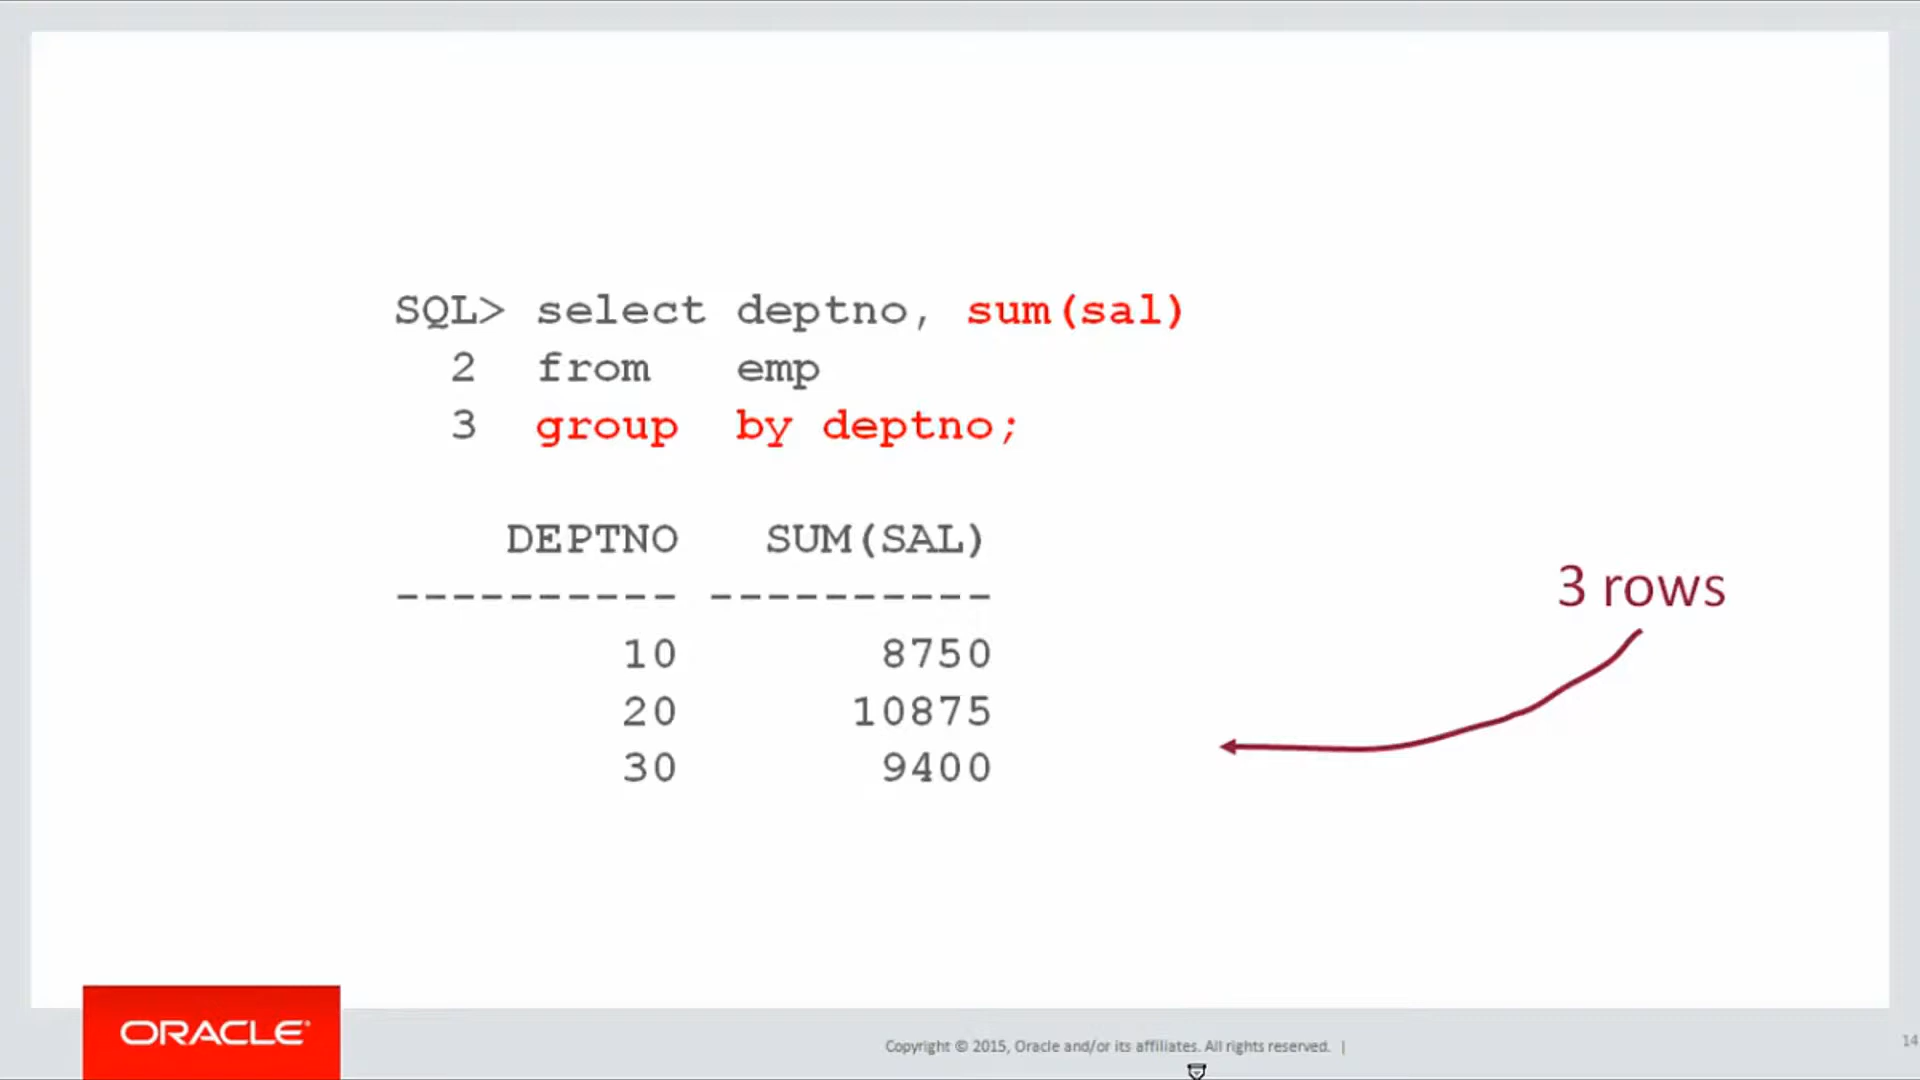 SQL> select deptno, sum(sal)
2 from emp
3 group by deptno;
DEPTNO SUM(SAL)
---------- ----------
10 8750
20 10875
30 9400
3 rows
ORACLE®
Copyright © 2015, Oracle and/or its affiliates. All rights reserved. |
14